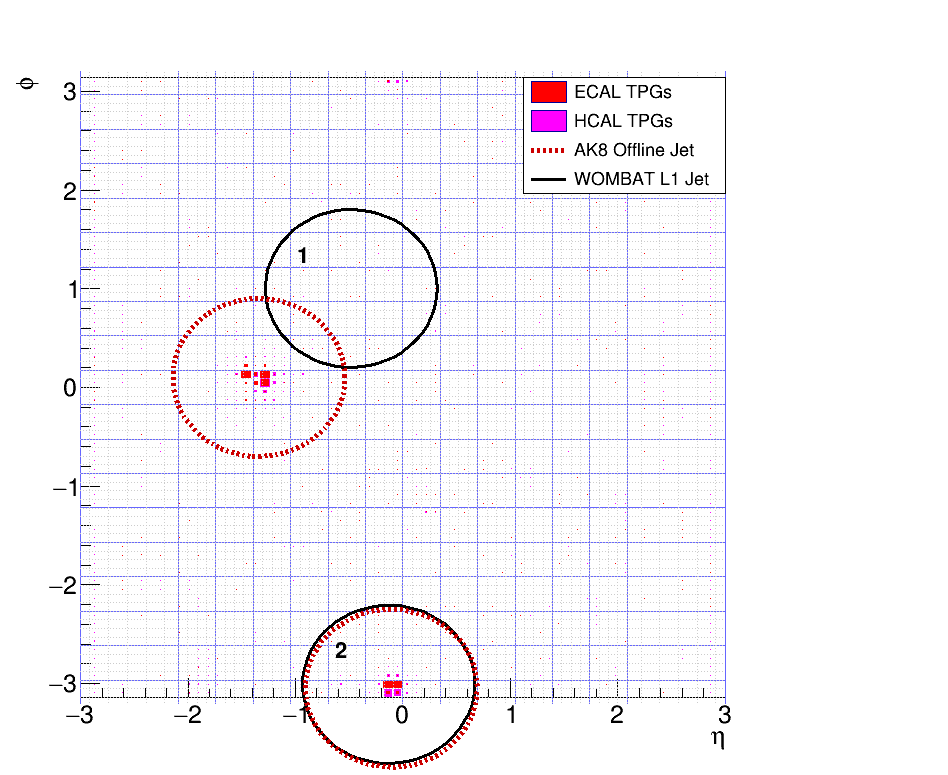 ϕ
3
2
1
0
−1
−2
−3
ECAL TPGs
HCAL TPGs
AK8 Offline Jet
WOMBAT L1 Jet
1
2
−3 −2 −1 0 1 2 3
η